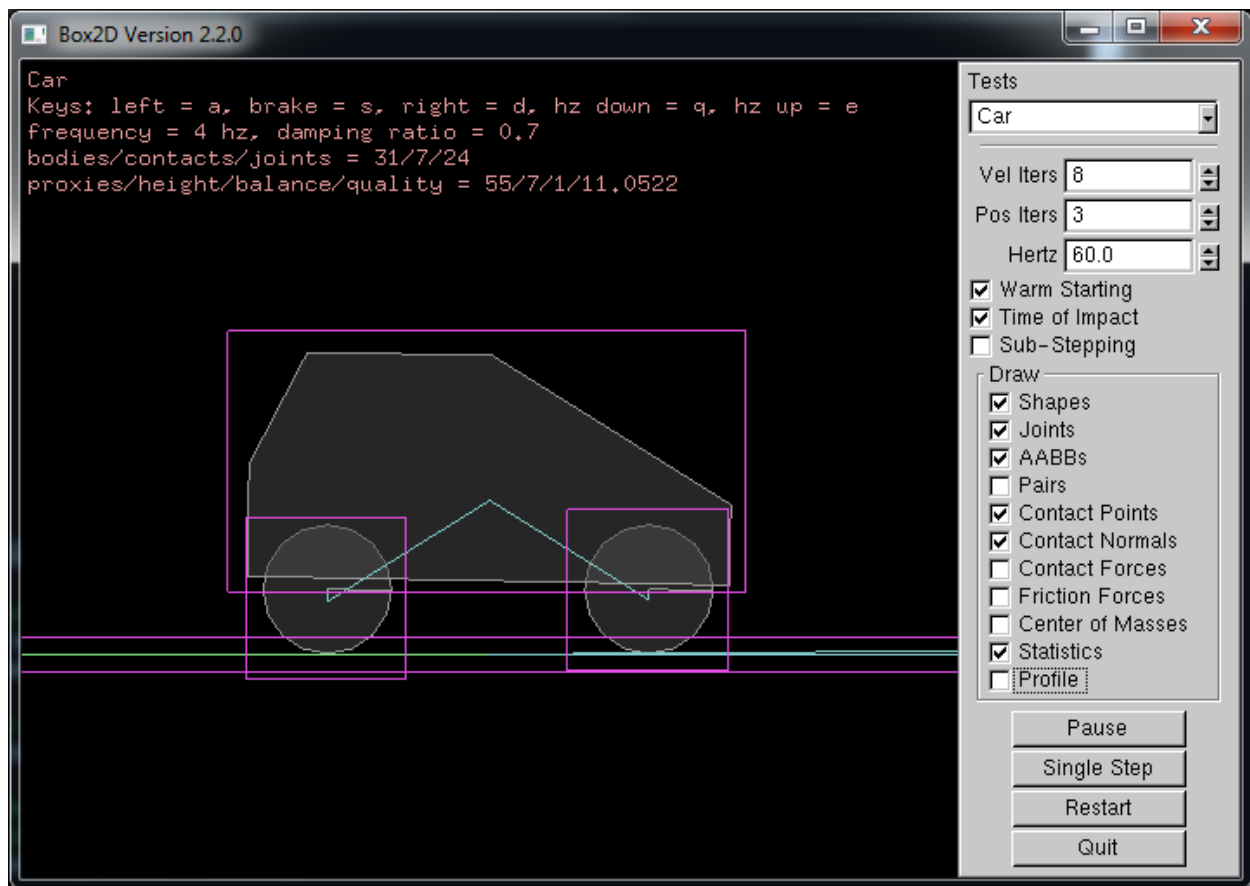 Box2D Version 2.2.0
Car
Keys: left = a, brake = s, right = d, hz down = q, hz up = e
frequency = 4 hz, damping ratio = 0.7
bodies/contacts/joints = 31/7/24
proxies/height/balance/quality = 55/7/1/11.0522
Tests
Car
Vel Iters 8
Pos Iters 3
Hertz 60.0
Warm Starting
Time of Impact
Sub-Stepping
Draw
Shapes
Joints
AABBs
Pairs
Contact Points
Contact Normals
Contact Forces
Friction Forces
Center of Masses
Statistics
Profile
Pause
Single Step
Restart
Quit